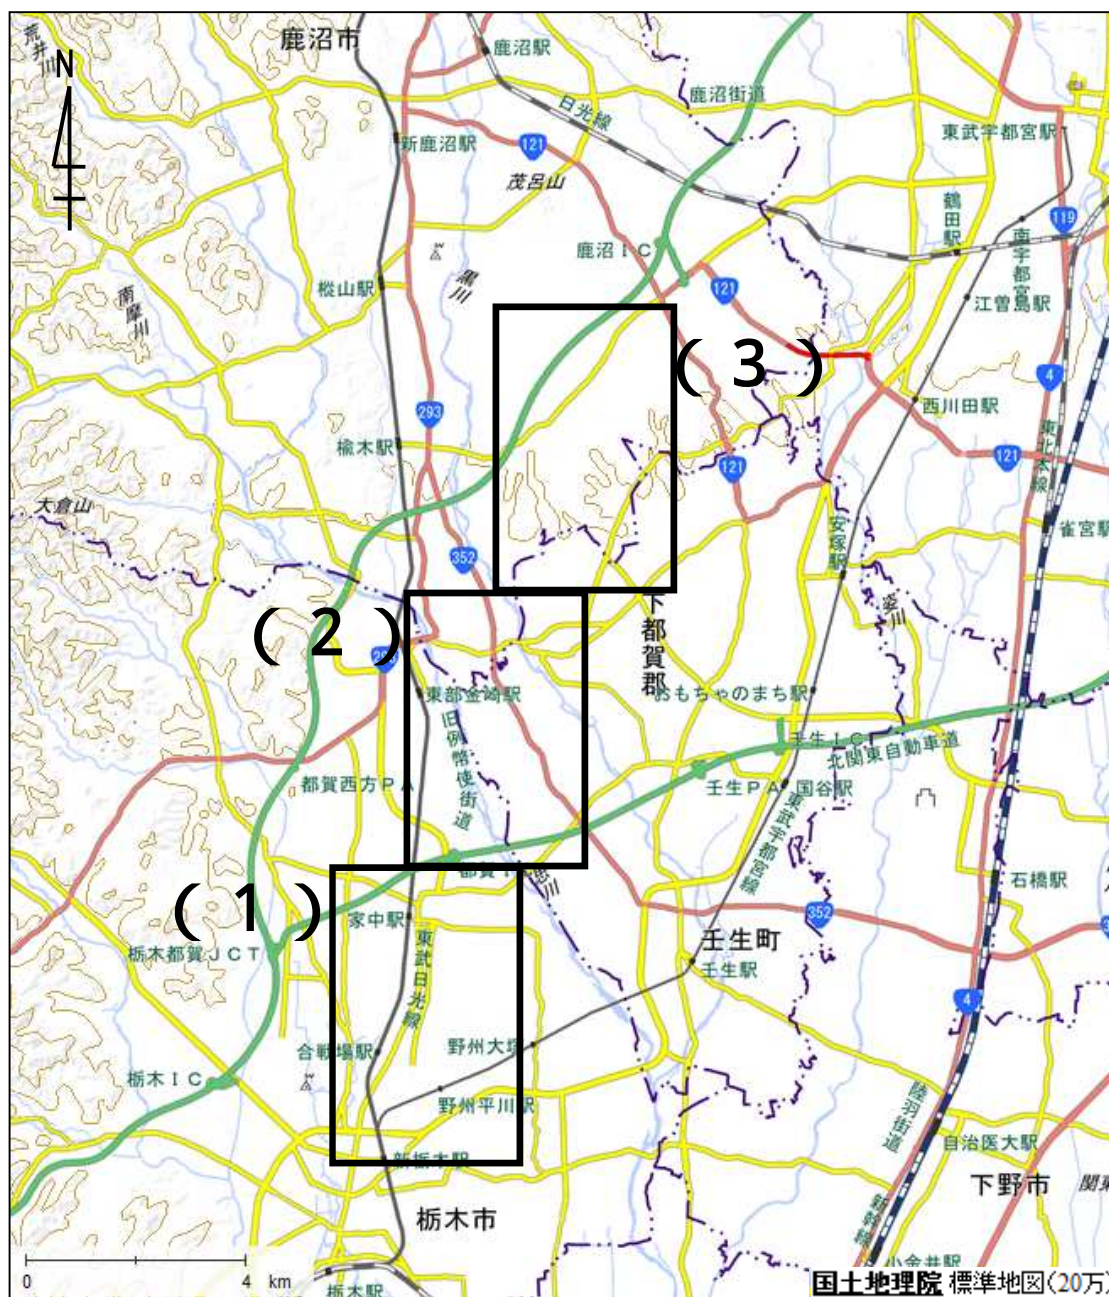 荒井川
鹿沼市
鹿沼駅
N
日光線
鹿沼街道
東武宇都宮駅
新鹿沼駅
121
茂呂山
119
鶴田駅
南宇都宮
鹿沼IC
樅山駅
黒川
南摩川
121
江曽島駅
(3)
4
293
西川田駅
楡木駅
121
121
東北本線
大倉山
352
安塚駅
雀宮駅
姿川
下都賀郡
(2)
東部金崎駅
おもちゃのまち駅
旧例幣使街道
壬生IC
北関東自動車道
都賀西方PA
壬生PA
国谷駅
東武宇都宮線
石橋駅
(1)
家中駅
352
栃木都賀JCT
東武日光線
壬生町
壬生駅
4
合戦場駅
野州大塚
栃木IC
野州平川駅
陸羽街道
自治医大駅
新栃木駅
下野市
関東
栃木市
新幹線
小金井駅
0 4 km
栃木駅
国土地理院 標準地図(20万)